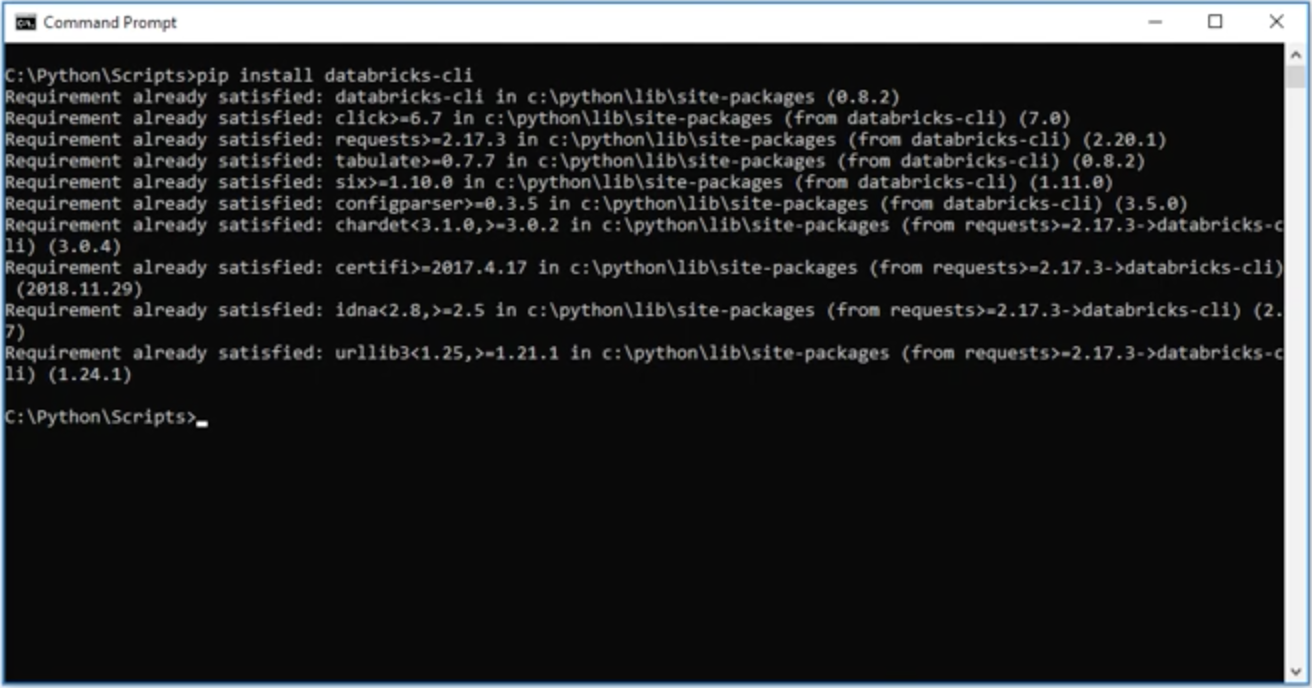 Command Prompt
C:\Python\Scripts>pip install databricks-cli
Requirement already satisfied: databricks-cli in c:\python\lib\site-packages (0.8.2)
Requirement already satisfied: click>=6.7 in c:\python\lib\site-packages (from databricks-cli) (7.0)
Requirement already satisfied: requests>=2.17.3 in c:\python\lib\site-packages (from databricks-cli) (2.20.1)
Requirement already satisfied: tabulate>=0.7.7 in c:\python\lib\site-packages (from databricks-cli) (0.8.2)
Requirement already satisfied: six>=1.10.0 in c:\python\lib\site-packages (from databricks-cli) (1.11.0)
Requirement already satisfied: configparser>=0.3.5 in c:\python\lib\site-packages (from databricks-cli) (3.5.0)
Requirement already satisfied: chardet<3.1.0,>=3.0.2 in c:\python\lib\site-packages (from requests>=2.17.3->databricks-c
li) (3.0.4)
Requirement already satisfied: certifi>=2017.4.17 in c:\python\lib\site-packages (from requests>=2.17.3->databricks-cli)
 (2018.11.29)
Requirement already satisfied: idna<2.8,>=2.5 in c:\python\lib\site-packages (from requests>=2.17.3->databricks-cli) (2.
7)
Requirement already satisfied: urllib3<1.25,>=1.21.1 in c:\python\lib\site-packages (from requests>=2.17.3->databricks-c
li) (1.24.1)
C:\Python\Scripts>